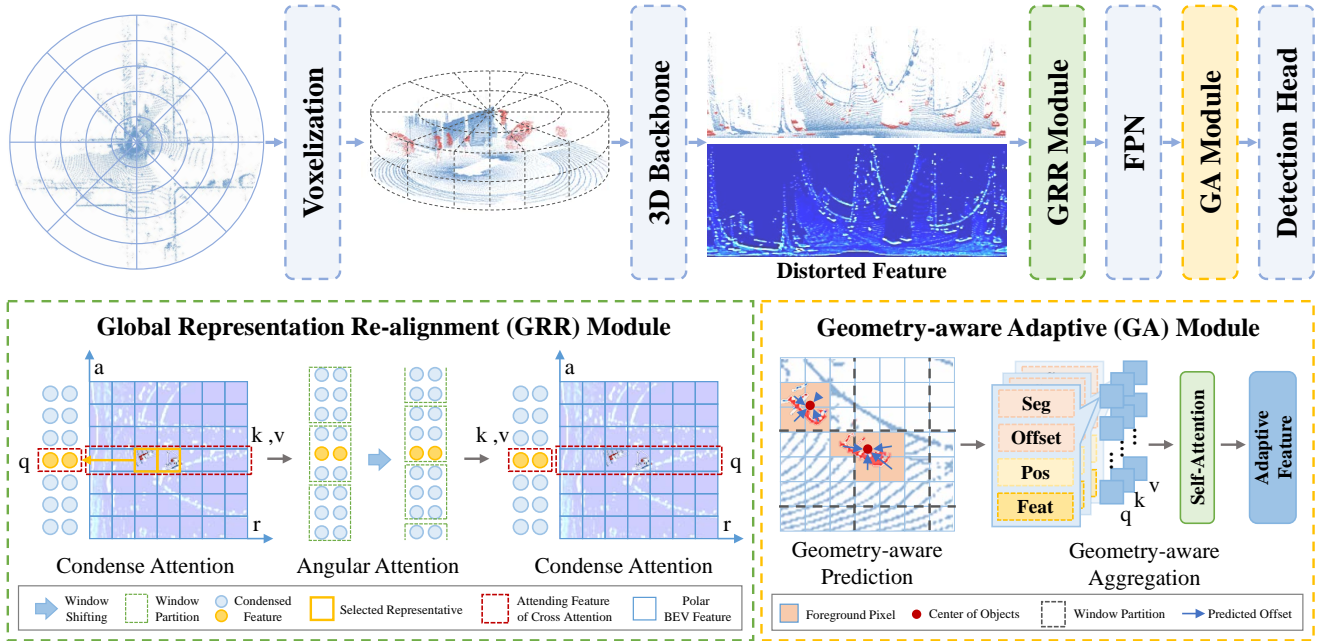 Voxelization
3D Backbone
Distorted Feature
GRR Module
FPN
GA Module
Detection Head
Global Representation Re-alignment (GRR) Module
a
k ,v
q
r
Condense Attention
Angular Attention
a
k ,v
q
r
Condense Attention
Window
Shifting
Window
Partition
Condensed
Feature
Selected Representative
Attending Feature
of Cross Attention
Polar
BEV Feature
Geometry-aware Adaptive (GA) Module
Geometry-aware
Prediction
Seg
Offset
Pos
Feat
q
k
v
Self-Attention
Adaptive
Feature
Geometry-aware
Aggregation
Foreground Pixel
Center of Objects
Window Partition
Predicted Offset